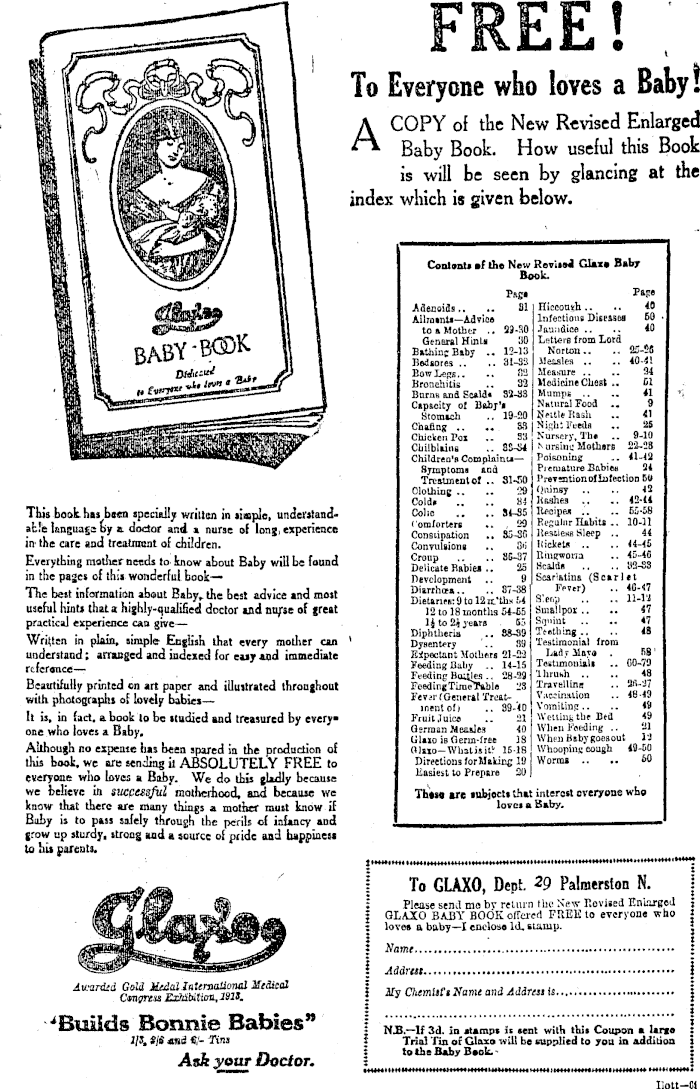 FREE!
To Everyone who loves a Baby!
A COPY of the New Revised Enlarged
Baby Book. How useful this Book
is will be seen by glancing at the
index which is given below.
Glaxo
BABY·BOOK
Dedicated
to Everyone who loves a Baby
This book has been specially written in simple, understand-
able language by a doctor and a nurse of long experience
in the care and treatment of children.
Everything mother needs to know about Baby will be found
in the pages of this wonderful book—
The best information about Baby, the best advice and most
useful hints that a highly-qualified doctor and nurse of great
practical experience can give—
Written in plain, simple English that every mother can
understand; arranged and indexed for easy and immediate
reference—
Beautifully printed on art paper and illustrated throughout
with photographs of lovely babies—
It is, in fact, a book to be studied and treasured by every-
one who loves a Baby.
Although no expense has been spared in the production of
this book, we are sending it ABSOLUTELY FREE to
everyone who loves a Baby. We do this gladly because
we believe in successful motherhood, and because we
know that there are many things a mother must know if
Baby is to pass safely through the perils of infancy and
grow up sturdy, strong and a source of pride and happiness
to his parents.
Glaxo
Awarded Gold Medal International Medical
Congress Exhibition, 1913.
"Builds Bonnie Babies"
1/3, 2/6 and 6/- Tins
Ask your Doctor.
Contents of the New Revised Glaxo Baby
Book.
Page
Adenoids .. .. 31
Ailments—Advice
to a Mother .. 29-30
General Hints 30
Bathing Baby .. 12-13
Bedsores .. .. 31-32
Bow Legs.. .. 32
Bronchitis .. 32
Burns and Scalds 32-33
Capacity of Baby's
Stomach .. 19-20
Chafing .. .. 33
Chicken Pox .. 33
Chilblains .. 33-34
Children's Complaints—
Symptoms and
Treatment of .. 31-50
Clothing .. .. 29
Colds .. .. 34
Colic .. .. 34-35
Comforters .. 29
Constipation .. 35-36
Convulsions .. 36
Croup .. .. 36-37
Delicate Babies .. 25
Development .. 9
Diarrhœa .. .. 37-38
Dietaries: 9 to 12 m'ths 54
12 to 18 months 54-55
1½ to 2½ years 55
Diphtheria .. 38-39
Dysentery .. 39
Expectant Mothers 21-22
Feeding Baby .. 14-15
Feeding Bottles .. 28-29
Feeding Time Table 23
Fever (General Treat-
ment of) .. 39-40
Fruit Juice .. 21
German Measles 40
Glaxo is Germ-free 18
Glaxo—What is it? 15-18
Directions for Making 19
Easiest to Prepare 20
Page
Hiccough .. .. 40
Infectious Diseases 50
Jaundice .. .. 40
Letters from Lord
Norton .. .. 25-26
Measles .. .. 40-41
Measure .. .. 24
Medicine Chest .. 51
Mumps .. .. 41
Natural Food .. 9
Nettle Rash .. 41
Night Feeds .. 25
Nursery, The .. 9-10
Nursing Mothers 22-23
Poisoning .. 41-42
Premature Babies 24
Prevention of Infection 50
Quinsy .. .. 42
Rashes .. .. 42-44
Recipes .. .. 55-58
Regular Habits .. 10-11
Restless Sleep .. 44
Rickets .. .. 44-45
Ringworm .. 45-46
Scalds .. .. 32-33
Scarlatina (Scarlet
Fever) .. 46-47
Sleep .. .. 11-12
Smallpox .. .. 47
Squint .. .. 47
Teething .. .. 48
Testimonial from
Lady Mayo .. 58
Testimonials .. 60-79
Thrush .. .. 48
Travelling .. 26-27
Vaccination .. 48-49
Vomiting .. .. 49
Wetting the Bed 49
When Feeding .. 21
When Baby goes out 12
Whooping cough 49-50
Worms .. .. 50
These are subjects that interest everyone who
loves a Baby.
To GLAXO, Dept. 29 Palmerston N.
Please send me by return the New Revised Enlarged
GLAXO BABY BOOK offered FREE to everyone who
loves a baby—I enclose 1d. stamp.
Name
Address
My Chemist's Name and Address is
N.B.—If 3d. in stamps is sent with this Coupon a large
Trial Tin of Glaxo will be supplied to you in addition
to the Baby Book.